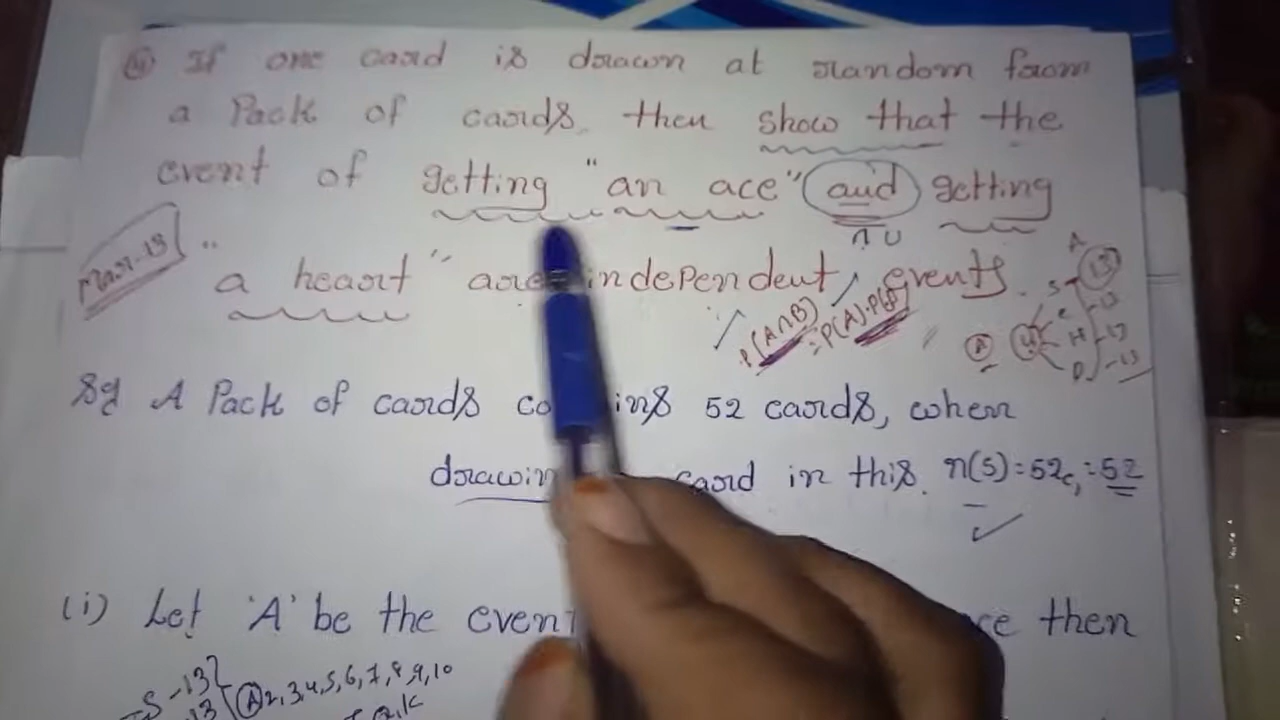 ④ If one card is drawn at random from
a Pack of cards, then show that the
event of getting "an ace" and getting
∩ ∪
Mar-13
"a heart" are independent, events.
P(A∩B)
=P(A).P(B)
Sol A Pack of cards 52 cards, when
card in this. n(S)=52c₁=52
(i) Let 'A' be the event then
S -13
13 A 2,3,4,5,6,7,8,9,10